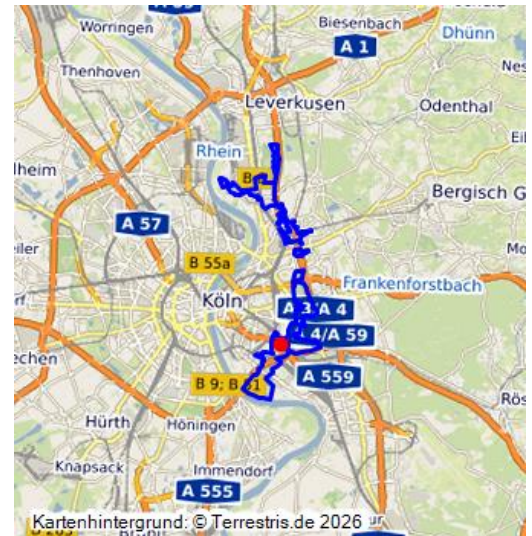 Worringen
Biesenbach
Dhünn
A 1
Thenhoven
Leverkusen
Odenthal
Rhein
B
Bergisch G
A 57
B 55a
Frankenforstbach
Köln
A 3/A 4
4/A 59
A 559
B 9; B 51
Hürth
Höningen
Knapsack
Immendorf
A 555
Kartenhintergrund: © Terrestris.de 2026